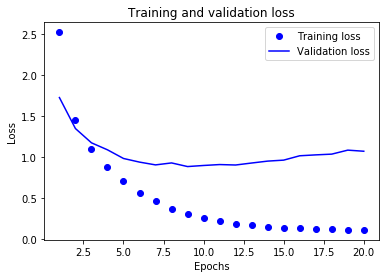 Training and validation loss
Training loss
Validation loss
Loss
2.5
2.0
1.5
1.0
0.5
0.0
2.5 5.0 7.5 10.0 12.5 15.0 17.5 20.0
Epochs